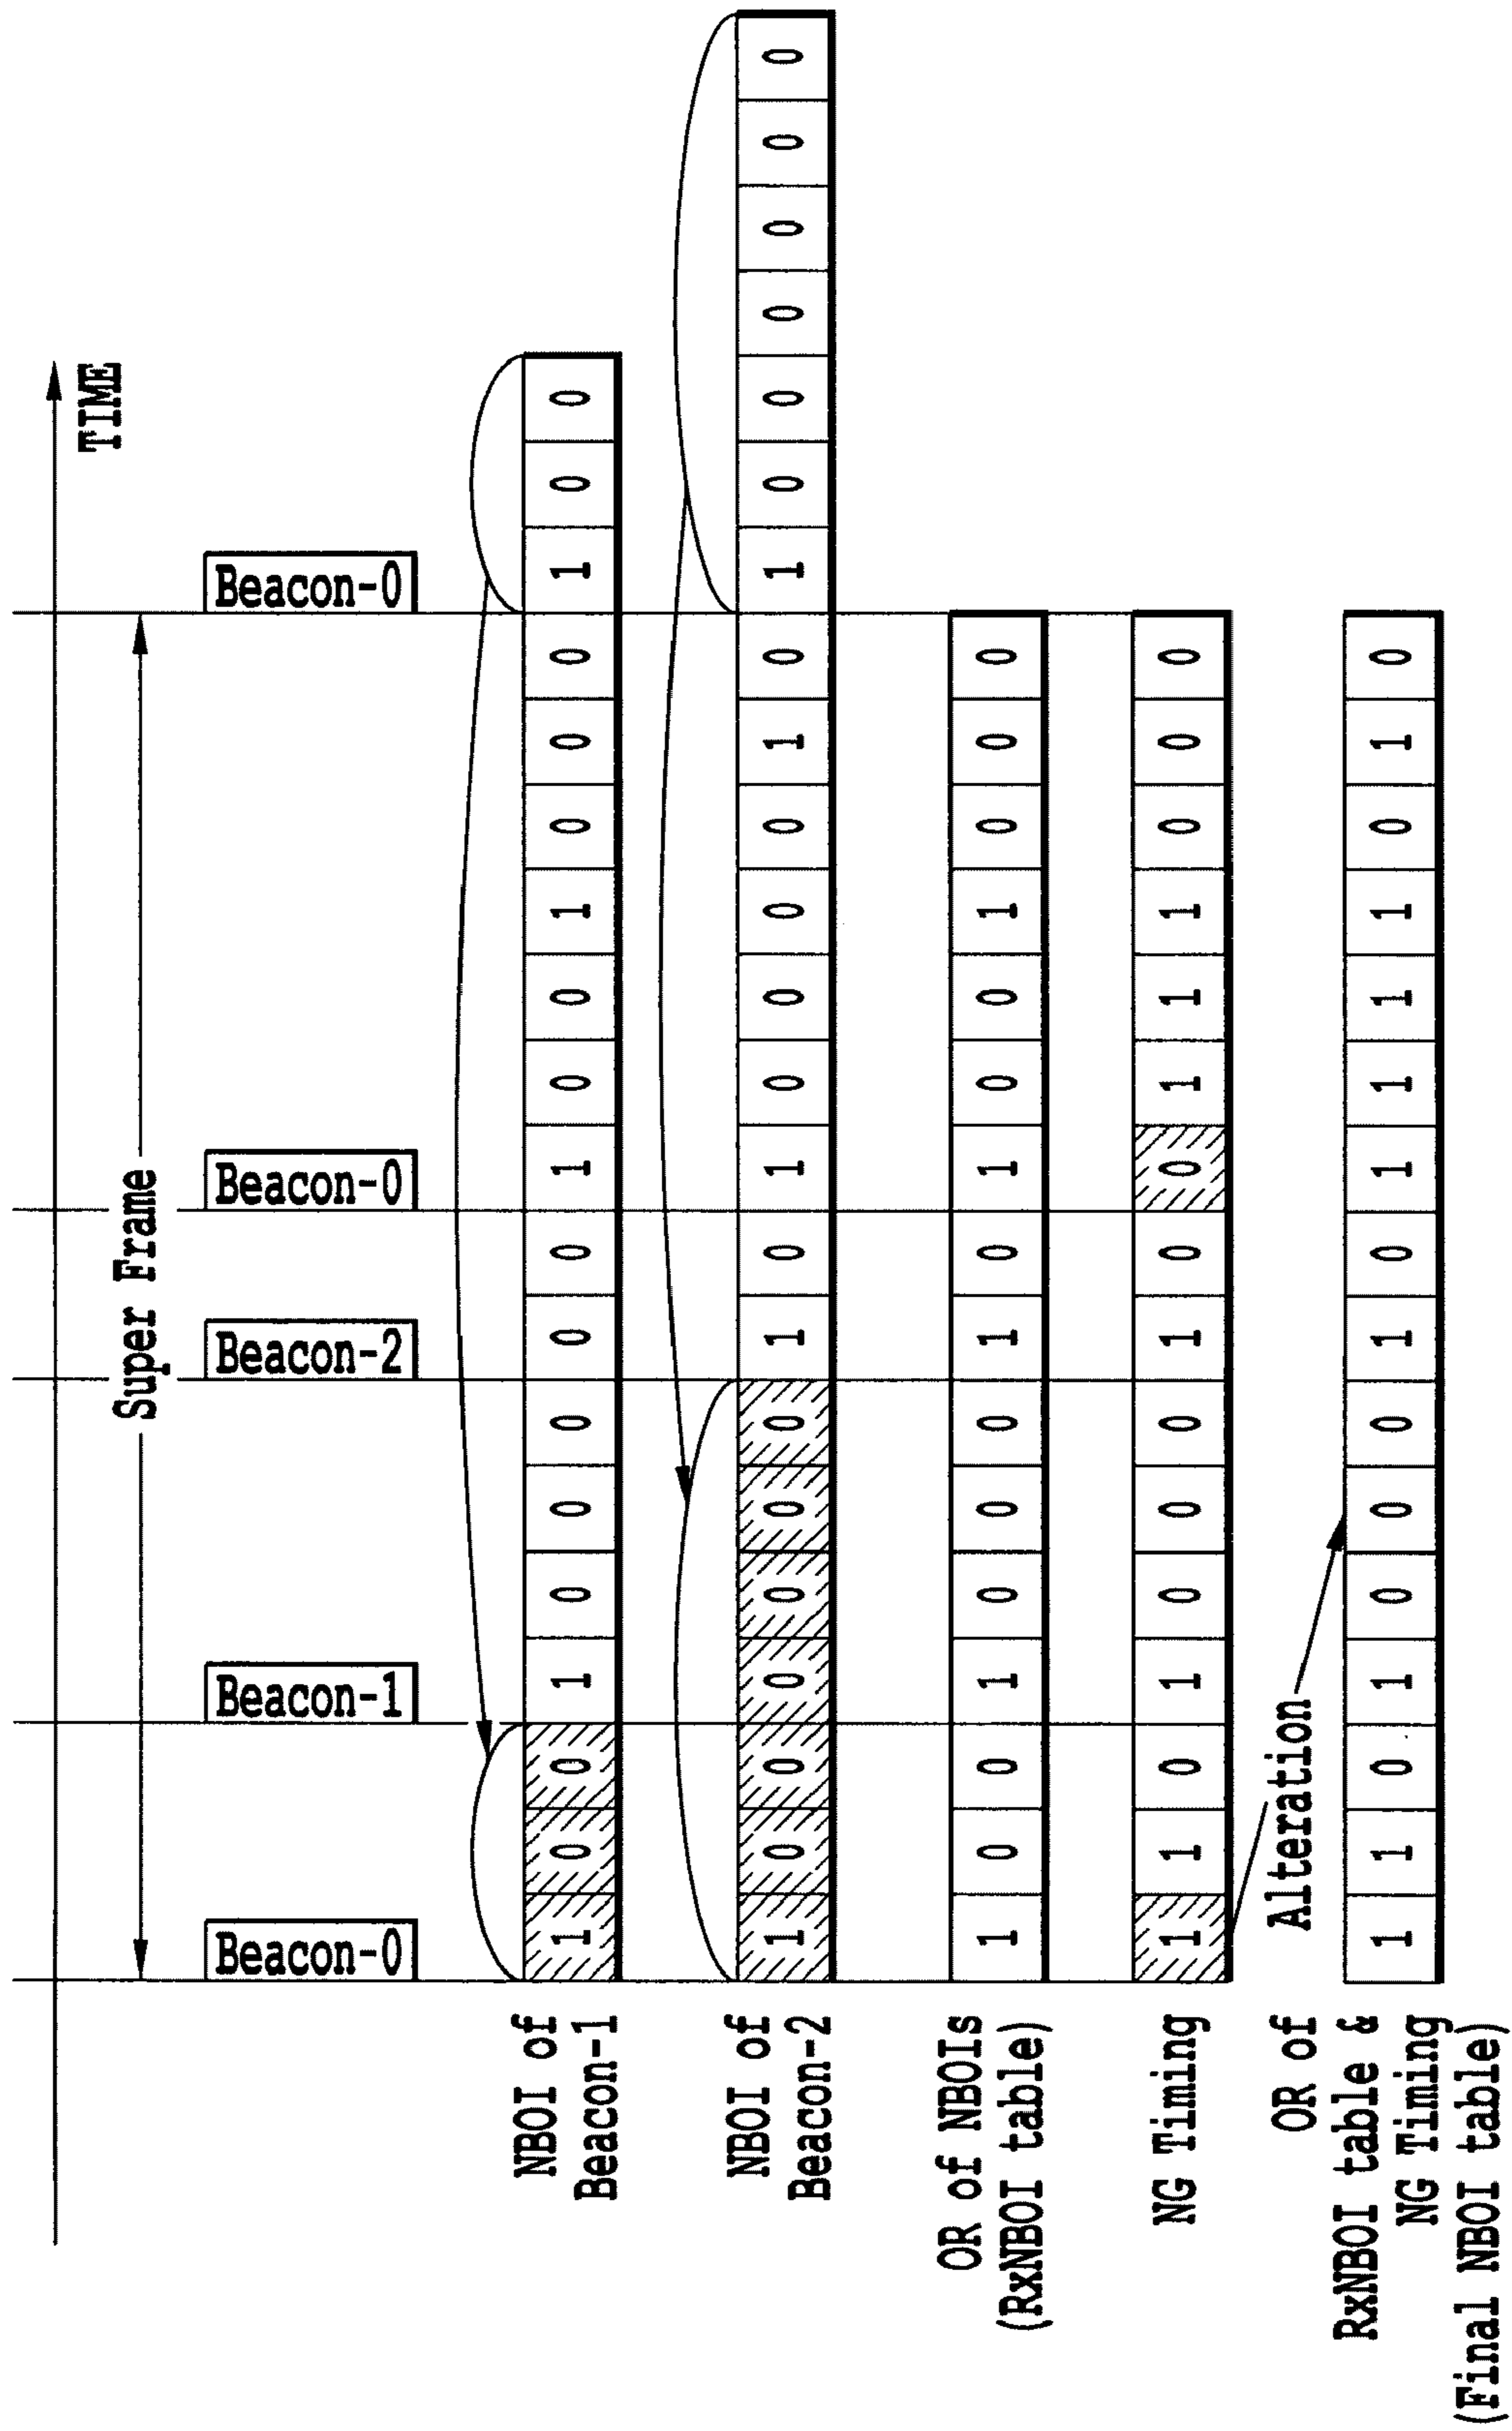 TIME
Super Frame
Beacon-0 Beacon-1 Beacon-2 Beacon-0 Beacon-0
NBOI of
Beacon-1
1 0 0 1 0 0 0 0 0 1 0 0 1 0 0 0 1 0 0
NBOI of
Beacon-2
1 0 0 0 0 0 0 1 0 1 0 0 0 0 1 0 1 0 0 0 0 0 0
OR of NBOIs
(RxNBOI table)
1 0 0 1 0 0 0 1 0 1 0 0 1 0 0 0
NG Timing
1 1 0 1 0 0 0 1 0 0 1 1 1 0 0 0
Alteration
OR of
RxNBOI table &
NG Timing
(Final NBOI table)
1 1 0 1 0 0 0 1 0 1 1 1 1 0 1 0